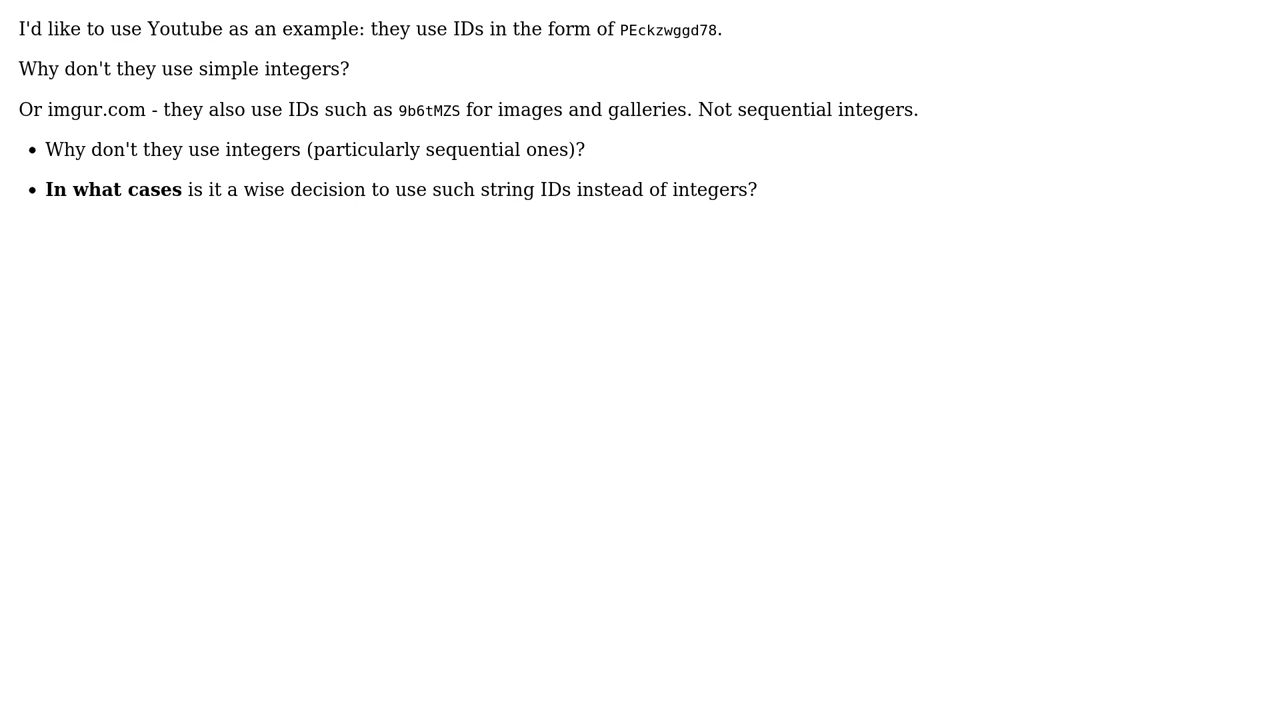 I'd like to use Youtube as an example: they use IDs in the form of PEckzwggd78.
Why don't they use simple integers?
Or imgur.com - they also use IDs such as 9b6tMZS for images and galleries. Not sequential integers.
• Why don't they use integers (particularly sequential ones)?
• In what cases is it a wise decision to use such string IDs instead of integers?